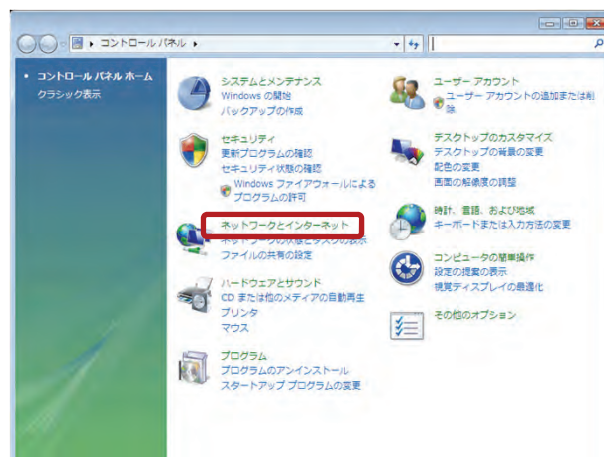 コントロール パネル
コントロール パネル ホーム
クラシック表示
システムとメンテナンス
Windows の開始
バックアップの作成
セキュリティ
更新プログラムの確認
セキュリティ状態の確認
Windows ファイアウォールによる
プログラムの許可
ネットワークとインターネット
ネットワークの状態とタスクの表示
ファイルの共有の設定
ハードウェアとサウンド
CD または他のメディアの自動再生
プリンタ
マウス
プログラム
プログラムのアンインストール
スタートアップ プログラムの変更
ユーザー アカウント
ユーザー アカウントの追加または削
除
デスクトップのカスタマイズ
デスクトップの背景の変更
配色の変更
画面の解像度の調整
時計、言語、および地域
キーボードまたは入力方法の変更
コンピュータの簡単操作
設定の提案の表示
視覚ディスプレイの最適化
その他のオプション